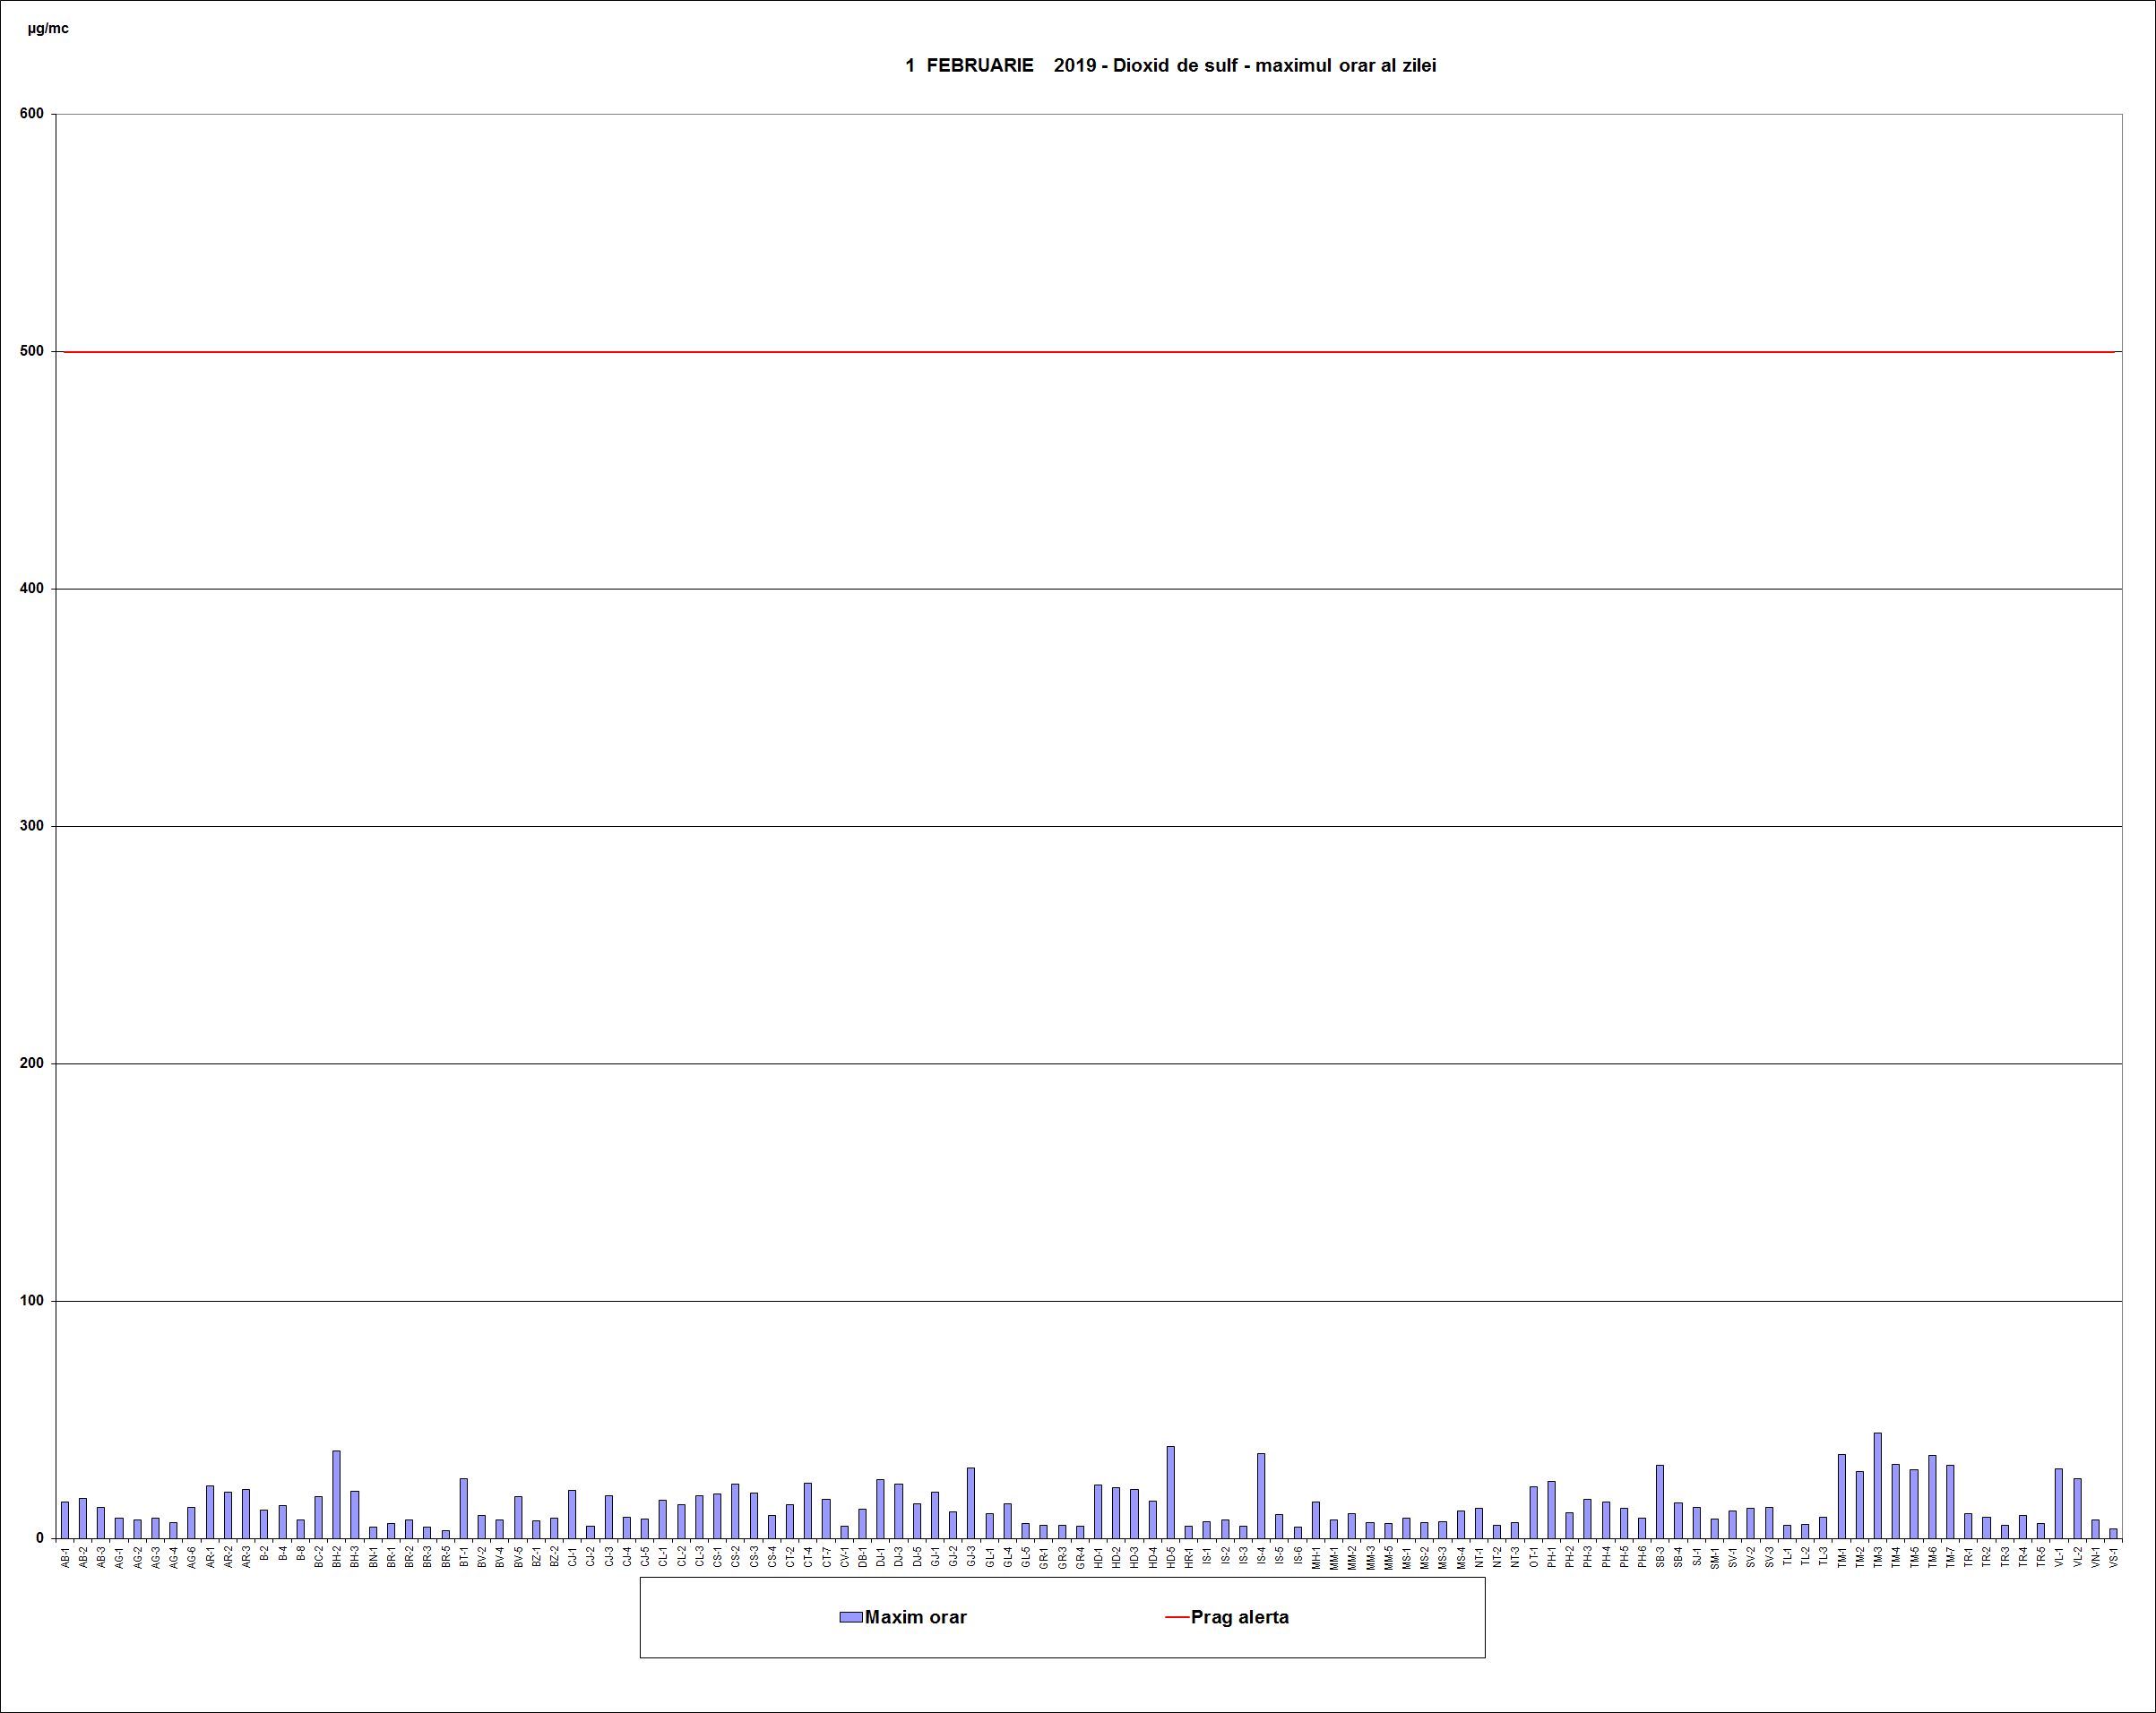 µg/mc
1 FEBRUARIE 2019 - Dioxid de sulf - maximul orar al zilei
600
500
400
300
200
100
0
AB-1 AB-2 AB-3 AG-1 AG-2 AG-3 AG-4 AG-6 AR-1 AR-2 AR-3 B-2 B-4 B-8 BC-2 BH-2 BH-3 BN-1 BR-1 BR-2 BR-3 BR-5 BT-1 BV-2 BV-4 BV-5 BZ-1 BZ-2 CJ-1 CJ-2 CJ-3 CJ-4 CJ-5 CL-1 CL-2 CL-3 CS-1 CS-2 CS-3 CS-4 CT-2 CT-4 CT-7 CV-1 DB-1 DJ-1 DJ-3 DJ-5 GJ-1 GJ-2 GJ-3 GL-1 GL-4 GL-5 GR-1 GR-3 GR-4 HD-1 HD-2 HD-3 HD-4 HD-5 HR-1 IS-1 IS-2 IS-3 IS-4 IS-5 IS-6 MH-1 MM-1 MM-2 MM-3 MM-5 MS-1 MS-2 MS-3 MS-4 NT-1 NT-2 NT-3 OT-1 PH-1 PH-2 PH-3 PH-4 PH-5 PH-6 SB-3 SB-4 SJ-1 SM-1 SV-1 SV-2 SV-3 TL-1 TL-2 TL-3 TM-1 TM-2 TM-3 TM-4 TM-5 TM-6 TM-7 TR-1 TR-2 TR-3 TR-4 TR-5 VL-1 VL-2 VN-1 VS-1
Maxim orar Prag alerta